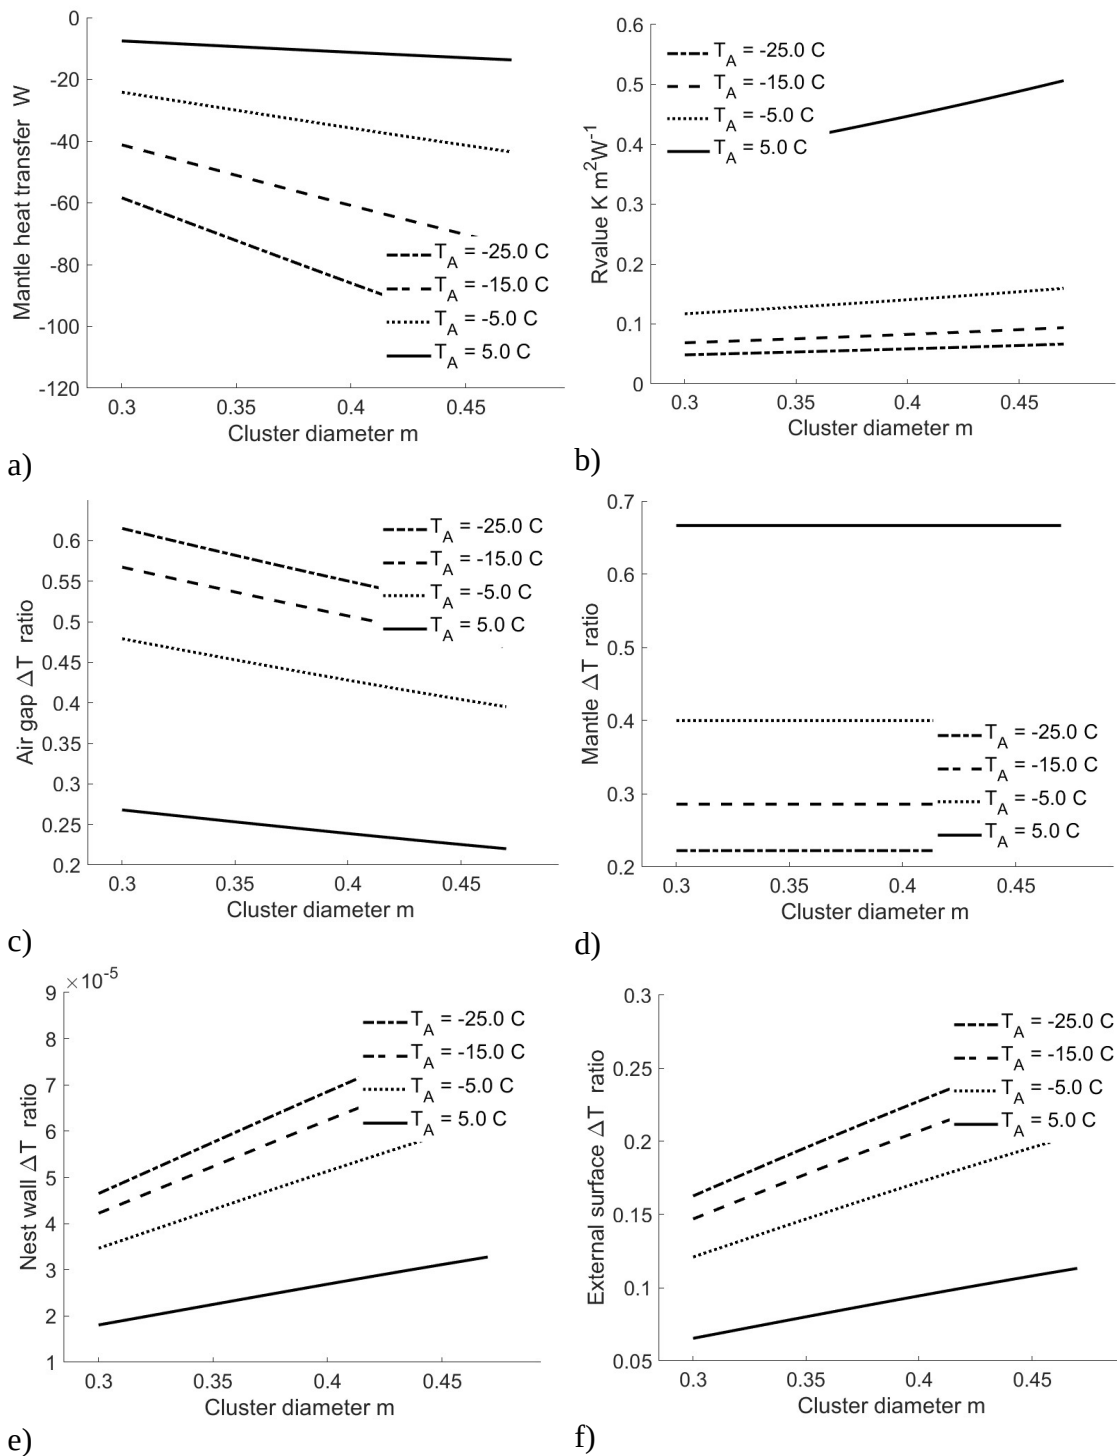 0
-20
-40
-60
-80
-100
-120
Mantle heat transfer W
T_A = -25.0 C
T_A = -15.0 C
T_A = -5.0 C
T_A = 5.0 C
0.3 0.35 0.4 0.45
Cluster diameter m
a)
0.6
0.5
0.4
0.3
0.2
0.1
0
Rvalue K m²W⁻¹
T_A = -25.0 C
T_A = -15.0 C
T_A = -5.0 C
T_A = 5.0 C
0.3 0.35 0.4 0.45
Cluster diameter m
b)
0.6
0.55
0.5
0.45
0.4
0.35
0.3
0.25
0.2
Air gap ΔT ratio
T_A = -25.0 C
T_A = -15.0 C
T_A = -5.0 C
T_A = 5.0 C
0.3 0.35 0.4 0.45
Cluster diameter m
c)
0.7
0.6
0.5
0.4
0.3
0.2
Mantle ΔT ratio
T_A = -25.0 C
T_A = -15.0 C
T_A = -5.0 C
T_A = 5.0 C
0.3 0.35 0.4 0.45
Cluster diameter m
d)
×10⁻⁵
9
8
7
6
5
4
3
2
1
Nest wall ΔT ratio
T_A = -25.0 C
T_A = -15.0 C
T_A = -5.0 C
T_A = 5.0 C
0.3 0.35 0.4 0.45
Cluster diameter m
e)
0.3
0.25
0.2
0.15
0.1
0.05
External surface ΔT ratio
T_A = -25.0 C
T_A = -15.0 C
T_A = -5.0 C
T_A = 5.0 C
0.3 0.35 0.4 0.45
Cluster diameter m
f)